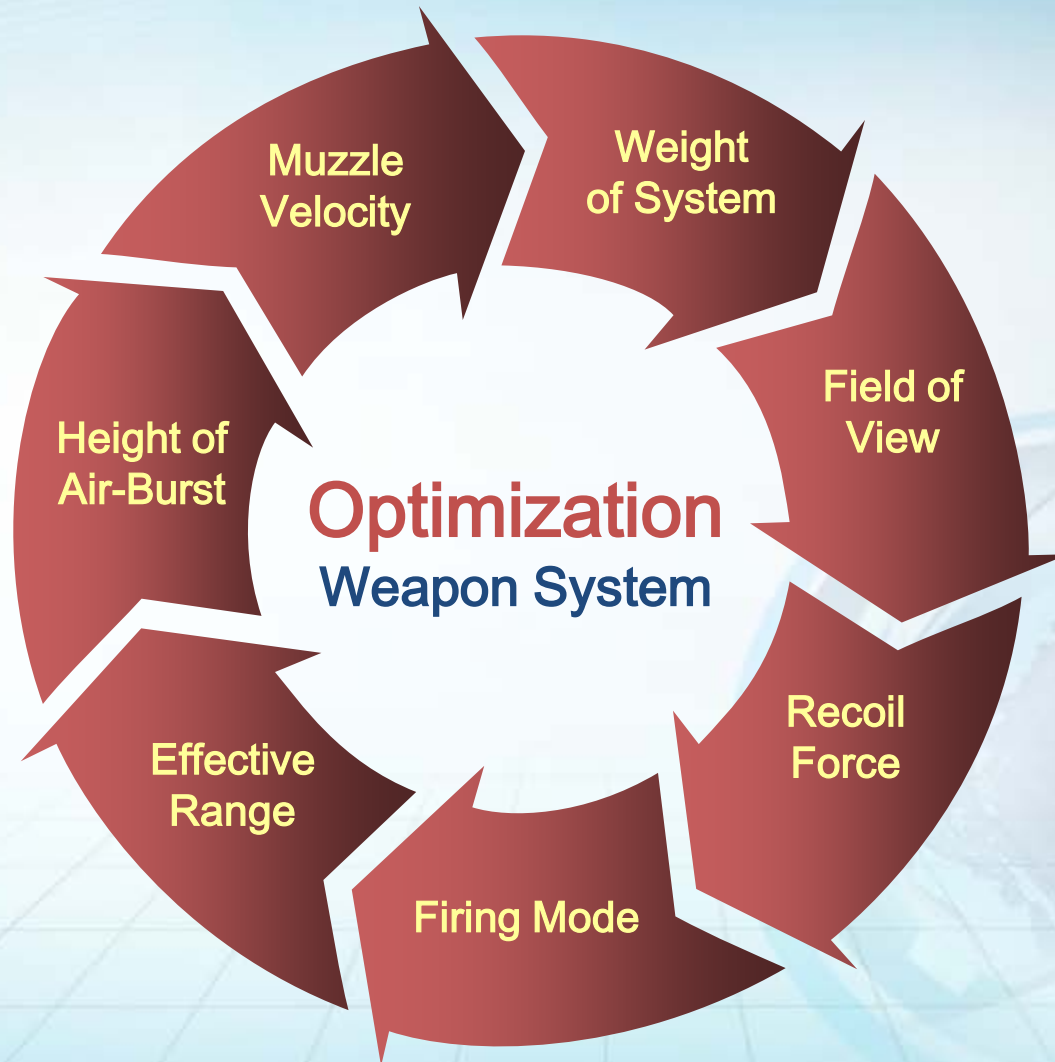 Muzzle
Velocity
Weight
of System
Field of
View
Height of
Air-Burst
Optimization
Weapon System
Recoil
Force
Effective
Range
Firing Mode